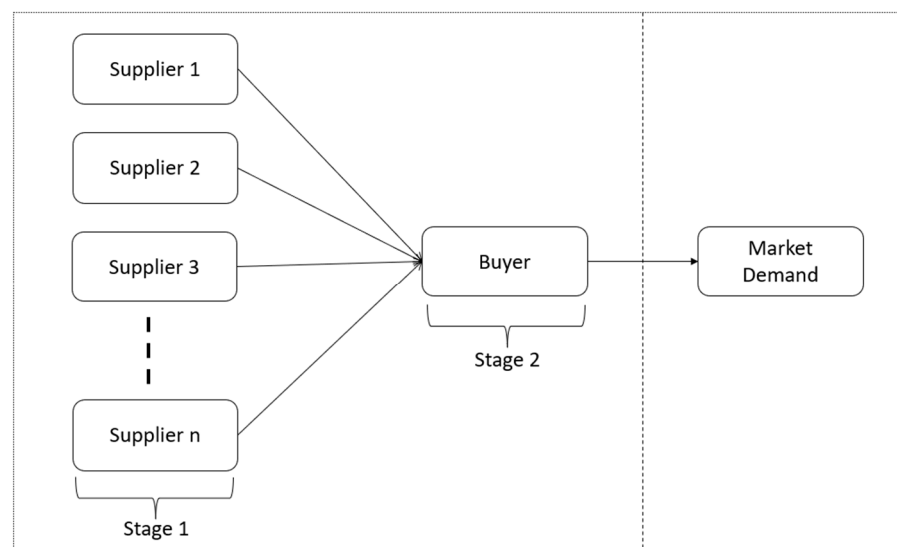 Supplier 1
Supplier 2
Supplier 3
Supplier n
Stage 1
Buyer
Stage 2
Market
Demand